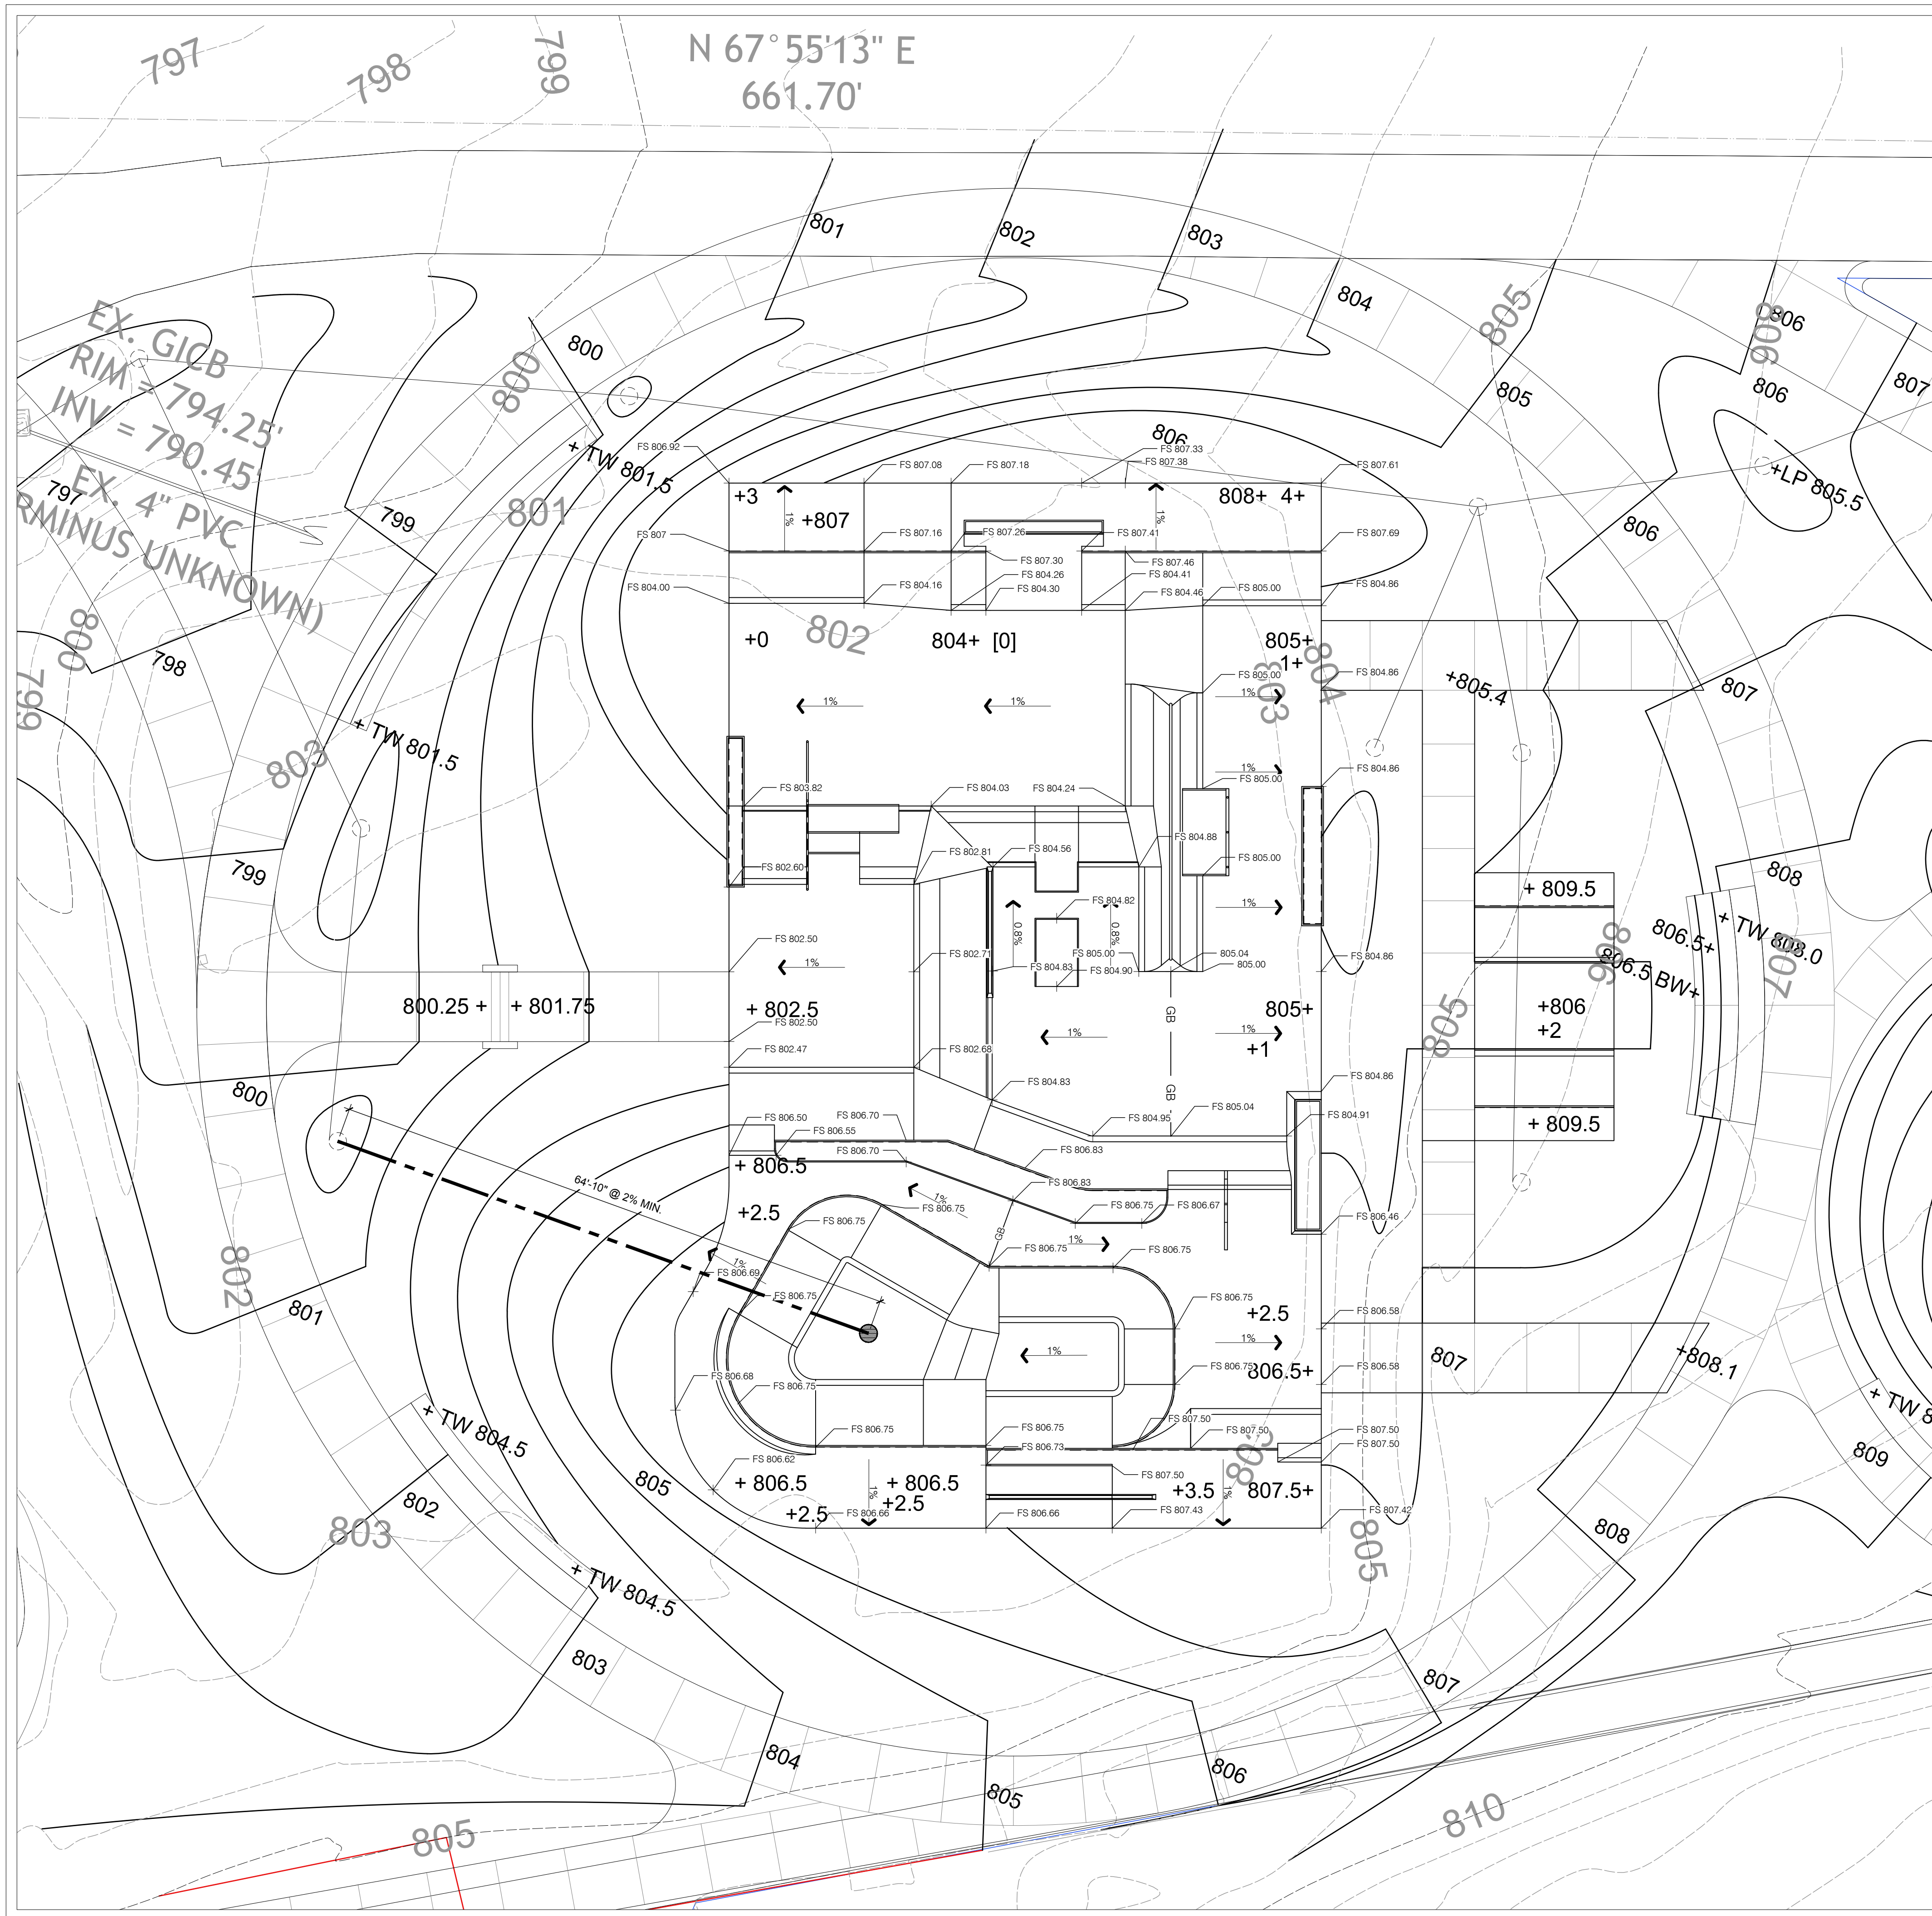 N 67°55'13" E
661.70'
797
798
799
801
802
803
804
805
806
806
800
800
805
806
807
806
EX. GICB
RIM = 794.25'
INV = 790.45'
EX. 4" PVC
RMINUS UNKNOWN)
797
799
801
+ TW 801.5
806
+LP 805.5
806
FS 806.92
FS 807.08
FS 807.18
FS 807.33
FS 807.38
FS 807.61
+3
1%
+807
1%
808+ 4+
FS 807
FS 807.16
FS 807.26
FS 807.41
FS 807.69
FS 807.30
FS 807.46
FS 804.00
FS 804.16
FS 804.26
FS 804.30
FS 804.41
FS 804.46
FS 805.00
FS 804.86
800
798
799
+0
802
804+ [0]
805+
1+
803
804
FS 805.00
FS 804.86
+805.4
807
1%
1%
1%
803
+ TW 801.5
1%
FS 805.00
FS 804.86
FS 803.82
FS 804.03
FS 804.24
FS 802.60
FS 802.81
FS 804.56
FS 804.88
FS 805.00
799
808
+ 809.5
FS 804.82
0.8%
0.8%
1%
FS 802.50
FS 802.71
FS 804.83
FS 805.00
FS 804.90
805.04
805.00
FS 804.86
1%
806.5+
+ TW 808.0
806.5 BW+
807
800.25 +
+ 801.75
+ 802.5
FS 802.50
GB
805+
+1
1%
1%
805
+806
+2
FS 802.47
FS 802.68
FS 804.83
GB
FS 804.86
800
FS 806.50
FS 806.55
FS 806.70
FS 804.95
FS 805.04
FS 804.91
+ 809.5
+ 806.5
FS 806.70
FS 806.83
FS 806.83
64'-10" @ 2% MIN.
+2.5
1%
FS 806.75
FS 806.75
FS 806.75
FS 806.67
FS 806.46
GB
1%
FS 806.75
FS 806.75
1%
FS 806.69
FS 806.75
802
801
FS 806.75
+2.5
FS 806.58
1%
1%
FS 806.75
806.5+
FS 806.58
807
+808.1
FS 806.68
FS 806.75
+ TW 804.5
FS 806.75
FS 806.75
FS 806.73
FS 807.50
FS 807.50
FS 807.50
FS 807.50
809
805
FS 806.62
+ 806.5
+ 806.5
+2.5
1%
FS 807.50
+3.5
1%
807.5+
802
+2.5
FS 806.66
FS 806.66
FS 807.43
FS 807.42
803
805
808
+ TW 804.5
803
807
804
806
805
805
810